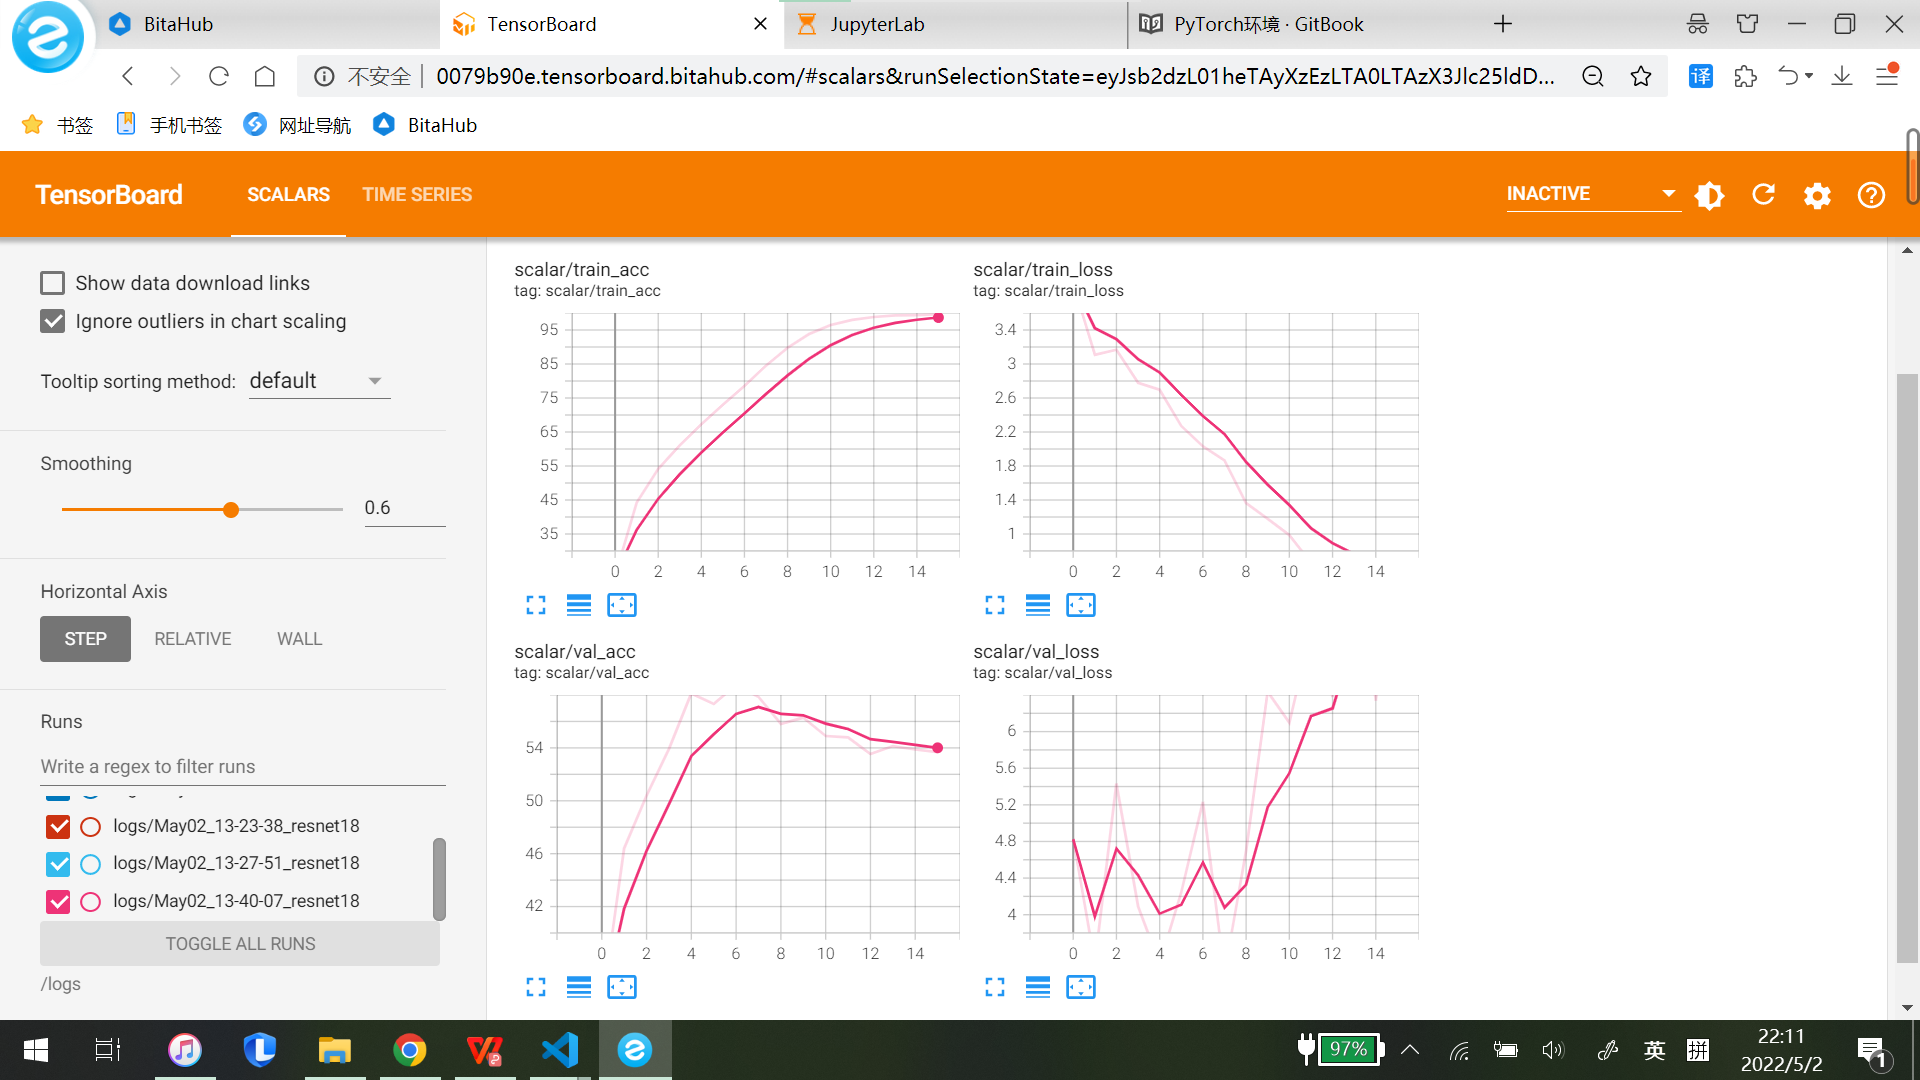 BitaHub
TensorBoard
JupyterLab
PyTorch环境 · GitBook
不安全
0079b90e.tensorboard.bitahub.com/#scalars&runSelectionState=eyJsb2dzL01heTAyXzEzLTA0LTAzX3Jlc25ldD...
译
书签
手机书签
网址导航
BitaHub
TensorBoard
SCALARS
TIME SERIES
INACTIVE
Show data download links
Ignore outliers in chart scaling
Tooltip sorting method: default
Smoothing
0.6
Horizontal Axis
STEP
RELATIVE
WALL
Runs
Write a regex to filter runs
logs/May02_13-23-38_resnet18
logs/May02_13-27-51_resnet18
logs/May02_13-40-07_resnet18
TOGGLE ALL RUNS
/logs
scalar/train_acc
tag: scalar/train_acc
95
85
75
65
55
45
35
0 2 4 6 8 10 12 14
scalar/train_loss
tag: scalar/train_loss
3.4
3
2.6
2.2
1.8
1.4
1
0 2 4 6 8 10 12 14
scalar/val_acc
tag: scalar/val_acc
54
50
46
42
0 2 4 6 8 10 12 14
scalar/val_loss
tag: scalar/val_loss
6
5.6
5.2
4.8
4.4
4
0 2 4 6 8 10 12 14
97%
英
拼
22:11
2022/5/2
1